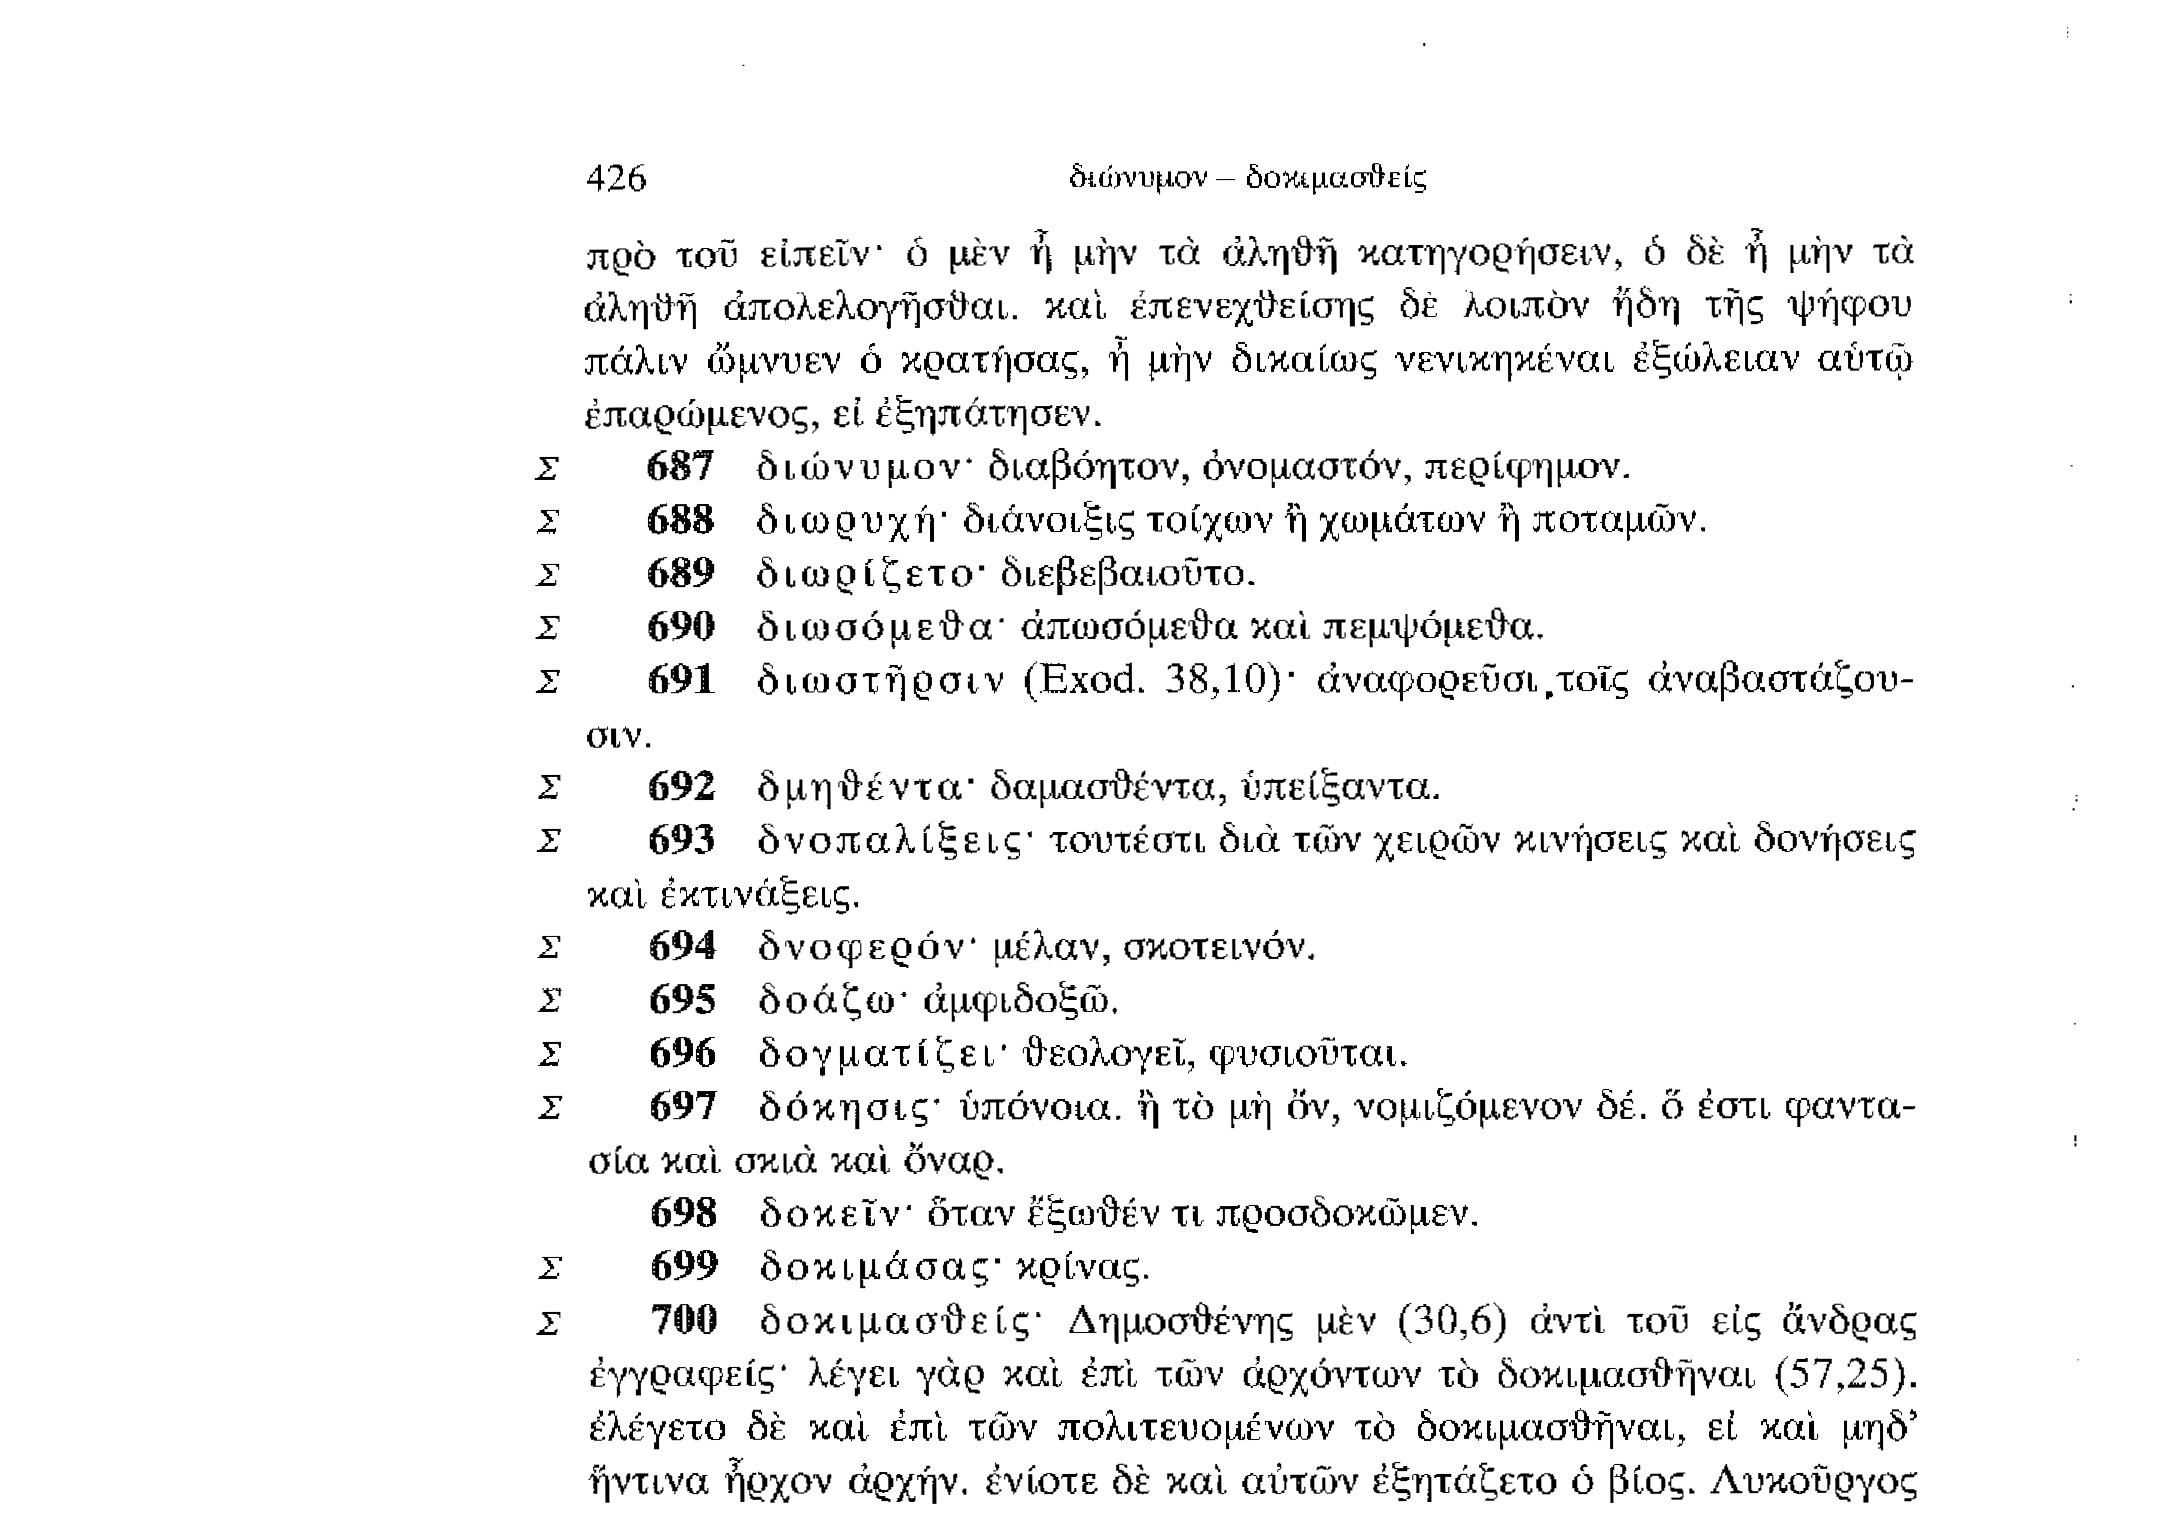 426 διώνυμον – δοκιμασθείς
πρὸ τοῦ εἰπεῖν· ὁ μὲν ἦ μὴν τὰ ἀληθῆ κατηγορήσειν, ὁ δὲ ἦ μὴν τὰ
ἀληθῆ ἀπολελογῆσθαι. καὶ ἐπενεχθείσης δὲ λοιπὸν ἤδη τῆς ψήφου
πάλιν ὤμνυεν ὁ κρατήσας, ἦ μὴν δικαίως νενικηκέναι ἐξώλειαν αὑτῷ
ἐπαρώμενος, εἰ ἐξηπάτησεν.
Σ 687 διώνυμον· διαβόητον, ὀνομαστόν, περίφημον.
Σ 688 διωρυχή· διάνοιξις τοίχων ἢ χωμάτων ἢ ποταμῶν.
Σ 689 διωρίζετο· διεβεβαιοῦτο.
Σ 690 διωσόμεθα· ἀπωσόμεθα καὶ πεμψόμεθα.
Σ 691 διωστῆρσιν (Exod. 38,10)· ἀναφορεῦσι, τοῖς ἀναβαστάζου-
σιν.
Σ 692 δμηθέντα· δαμασθέντα, ὑπείξαντα.
Σ 693 δνοπαλίξεις· τουτέστι διὰ τῶν χειρῶν κινήσεις καὶ δονήσεις
καὶ ἐκτινάξεις.
Σ 694 δνοφερόν· μέλαν, σκοτεινόν.
Σ 695 δοάζω· ἀμφιδοξῶ.
Σ 696 δογματίζει· θεολογεῖ, φυσιοῦται.
Σ 697 δόκησις· ὑπόνοια. ἢ τὸ μὴ ὄν, νομιζόμενον δέ. ὅ ἐστι φαντα-
σία καὶ σκιὰ καὶ ὄναρ.
698 δοκεῖν· ὅταν ἔξωθέν τι προσδοκῶμεν.
Σ 699 δοκιμάσας· κρίνας.
Σ 700 δοκιμασθείς· Δημοσθένης μὲν (30,6) ἀντὶ τοῦ εἰς ἄνδρας
ἐγγραφείς· λέγει γὰρ καὶ ἐπὶ τῶν ἀρχόντων τὸ δοκιμασθῆναι (57,25).
ἐλέγετο δὲ καὶ ἐπὶ τῶν πολιτευομένων τὸ δοκιμασθῆναι, εἰ καὶ μηδ’
ἥντινα ἦρχον ἀρχήν. ἐνίοτε δὲ καὶ αὐτῶν ἐξητάζετο ὁ βίος. Λυκοῦργος